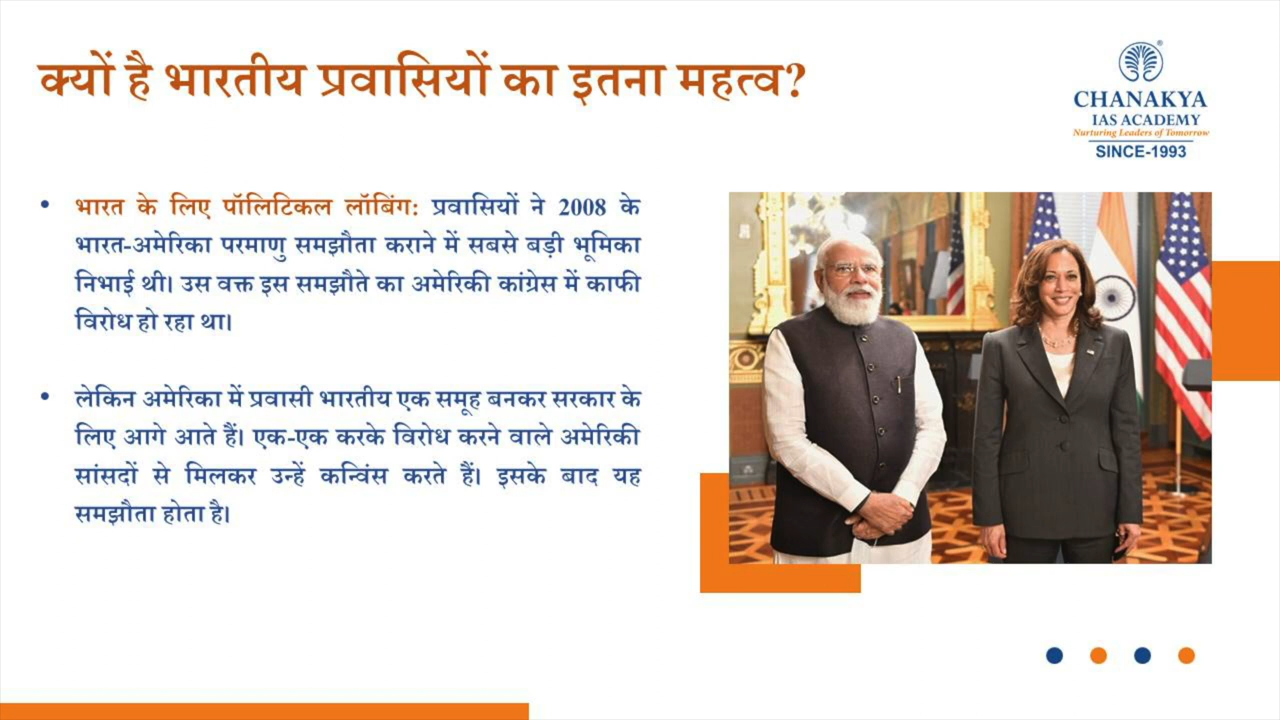 क्यों है भारतीय प्रवासियों का इतना महत्व?
CHANAKYA
IAS ACADEMY
Nurturing Leaders of Tomorrow
SINCE-1993
• भारत के लिए पॉलिटिकल लॉबिंग: प्रवासियों ने 2008 के
भारत-अमेरिका परमाणु समझौता कराने में सबसे बड़ी भूमिका
निभाई थी। उस वक्त इस समझौते का अमेरिकी कांग्रेस में काफी
विरोध हो रहा था।
• लेकिन अमेरिका में प्रवासी भारतीय एक समूह बनकर सरकार के
लिए आगे आते हैं। एक-एक करके विरोध करने वाले अमेरिकी
सांसदों से मिलकर उन्हें कन्विंस करते हैं। इसके बाद यह
समझौता होता है।